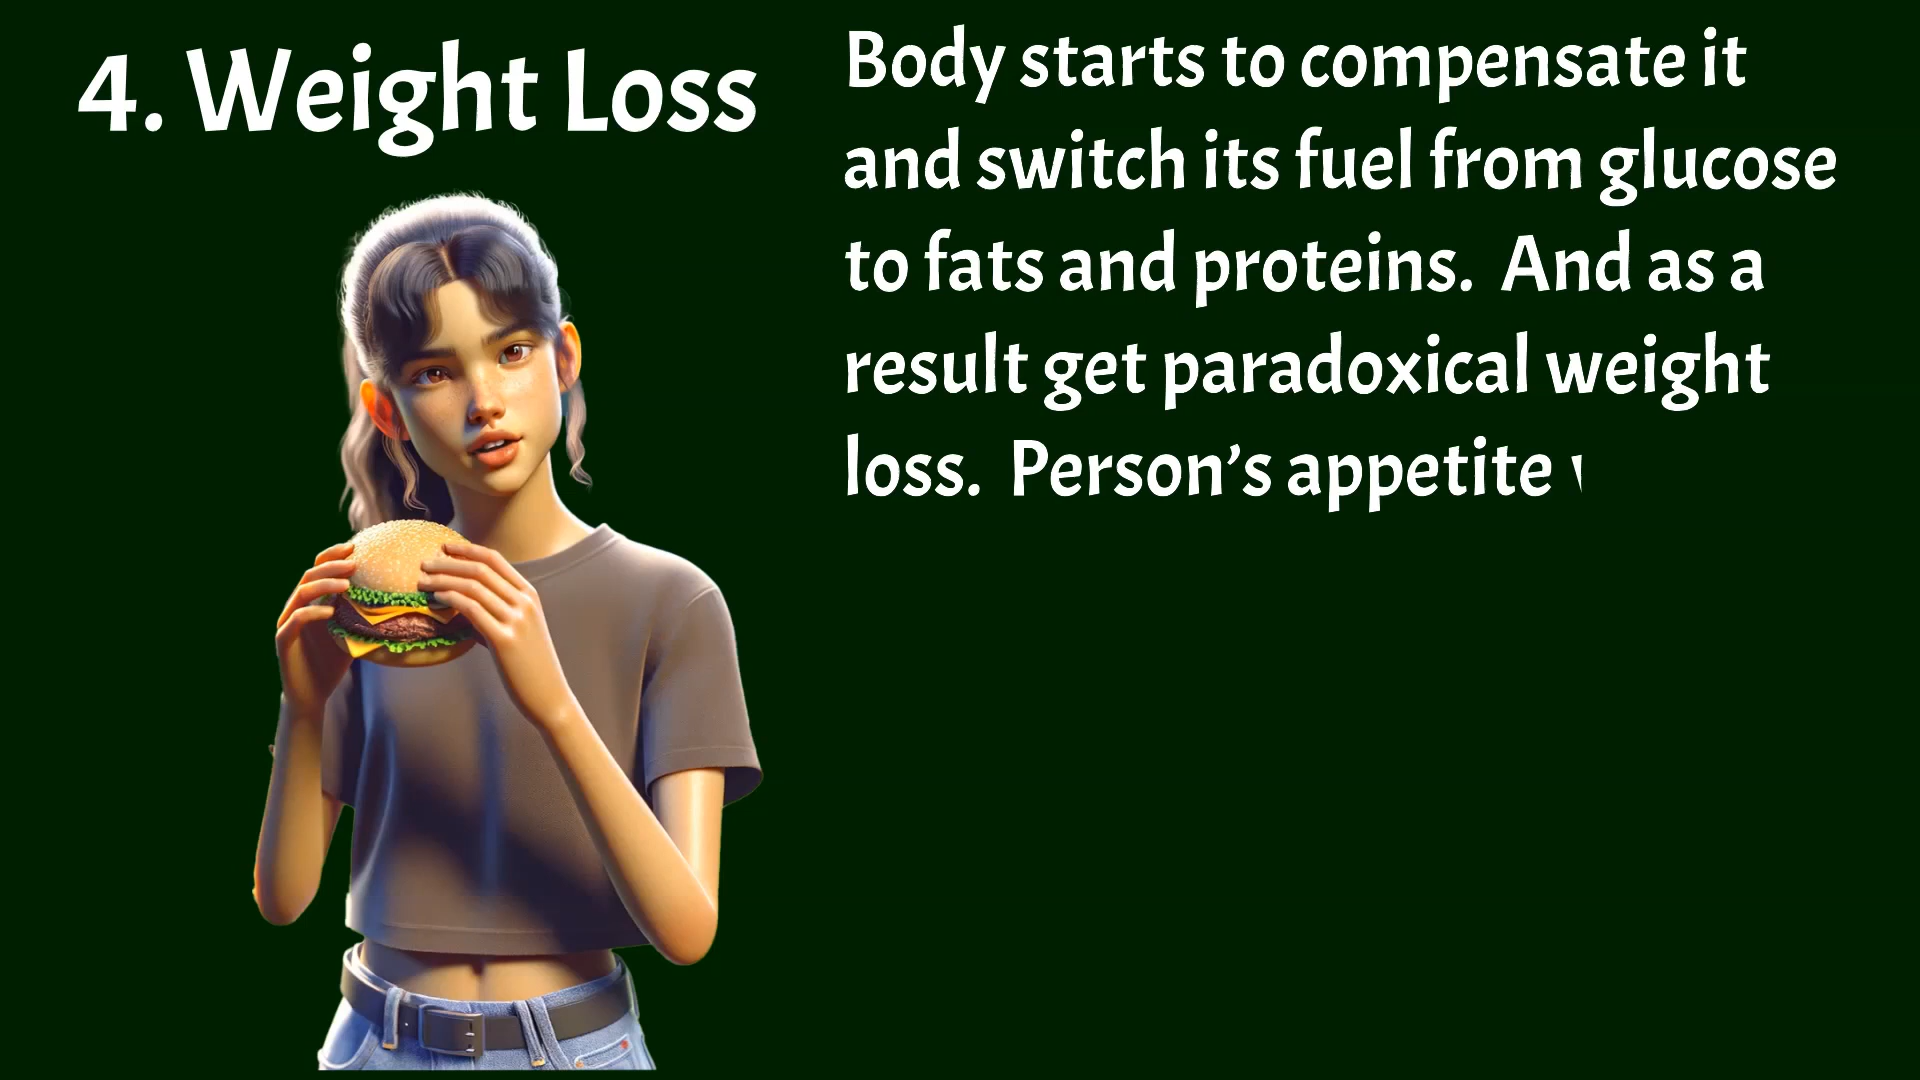 4. Weight Loss
Body starts to compensate it
and switch its fuel from glucose
to fats and proteins. And as a
result get paradoxical weight
loss. Person’s appetite